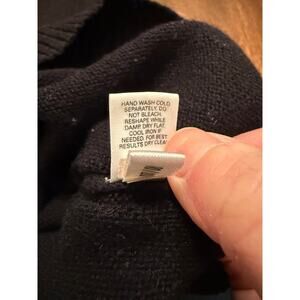 HAND WASH COLD
SEPARATELY. DO
NOT BLEACH.
RESHAPE WHILE
DAMP DRY FLAT.
COOL IRON IF
NEEDED. FOR BEST
RESULTS DRY CLEAN